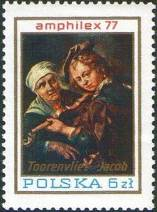 amphilex 77
Toorenvliet Jacob
POLSKA 6 zł